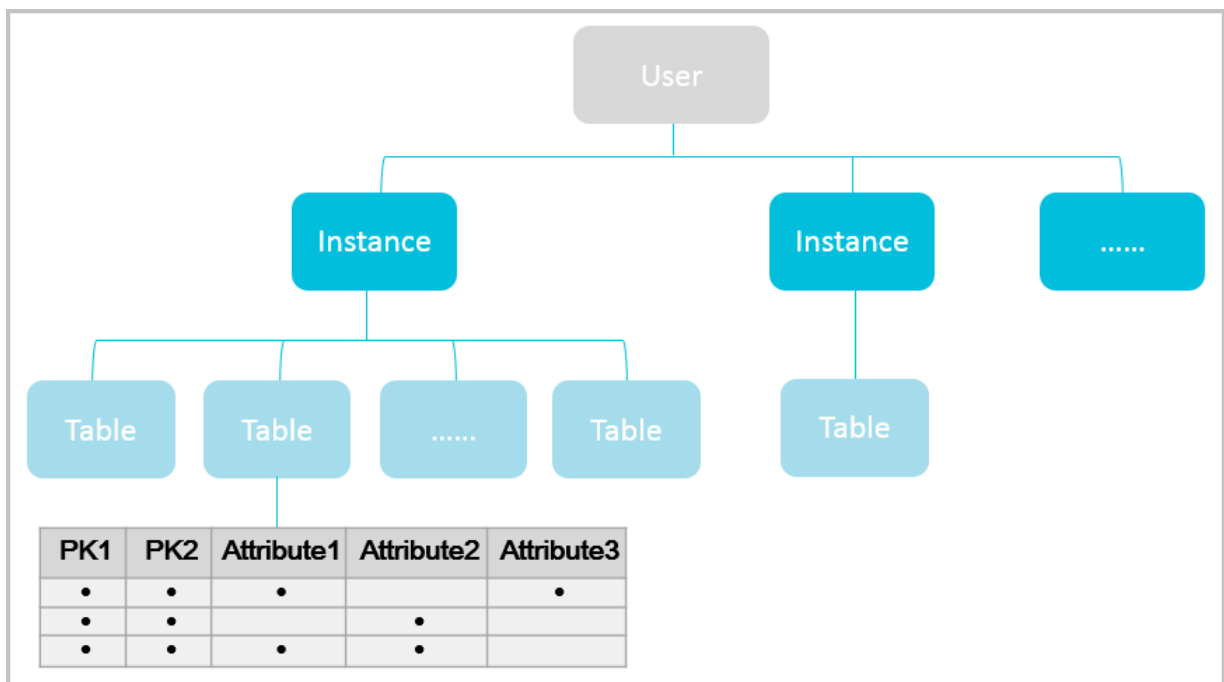 User
Instance Instance ......
Table Table ...... Table Table
PK1 PK2 Attribute1 Attribute2 Attribute3
• • • •
• • •
• • • •